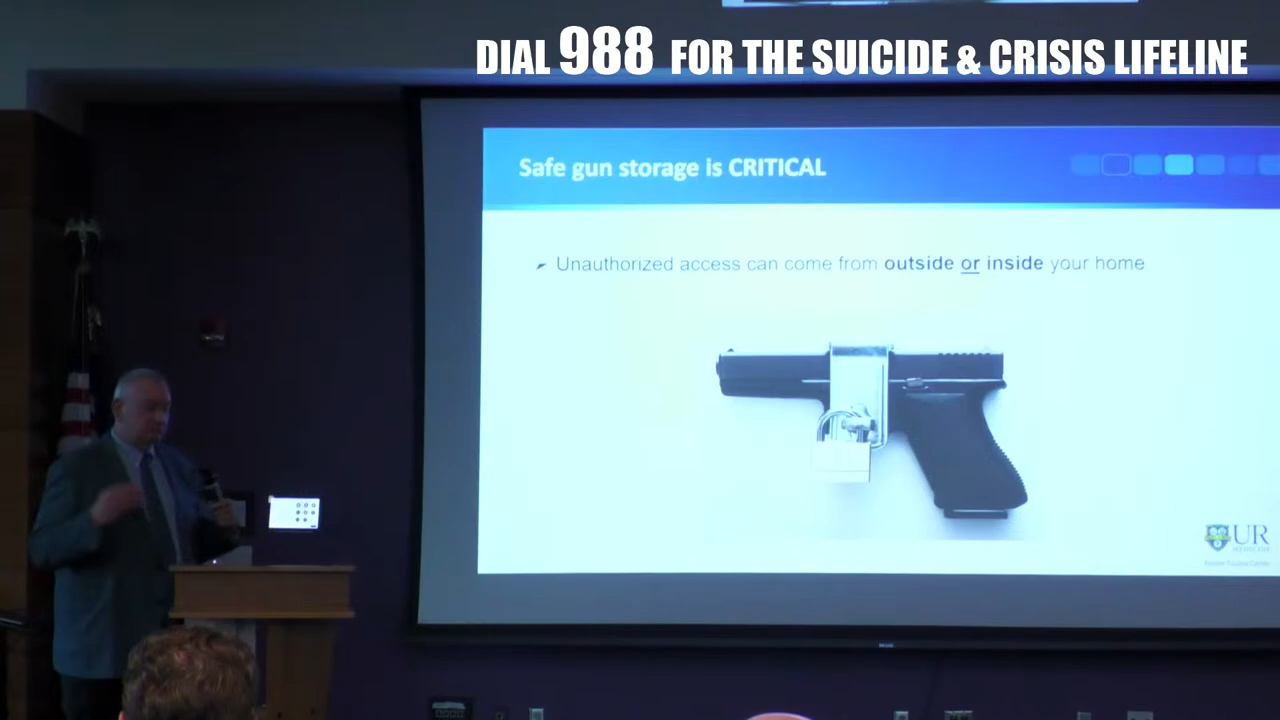 DIAL 988 FOR THE SUICIDE & CRISIS LIFELINE
Safe gun storage is CRITICAL
Unauthorized access can come from outside or inside your home
UR
MEDICINE